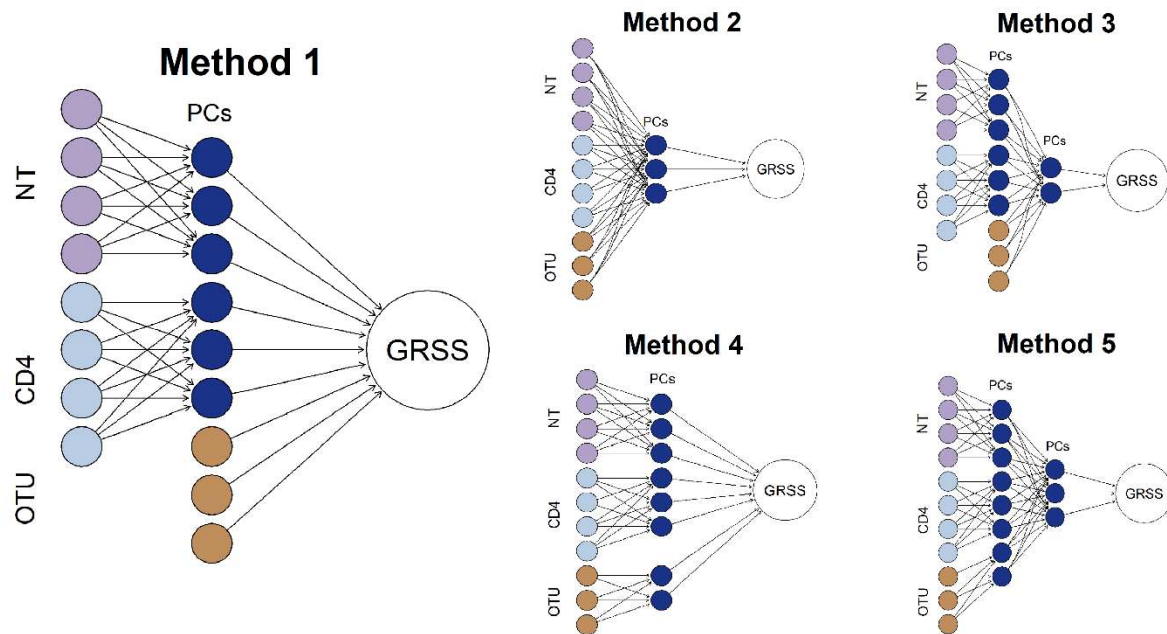 Method 1
PCs
NT
CD4
OTU
GRSS
Method 2
NT
PCs
CD4
OTU
GRSS
Method 3
PCs
NT
PCs
CD4
OTU
GRSS
Method 4
PCs
NT
CD4
OTU
GRSS
Method 5
PCs
NT
PCs
CD4
OTU
GRSS